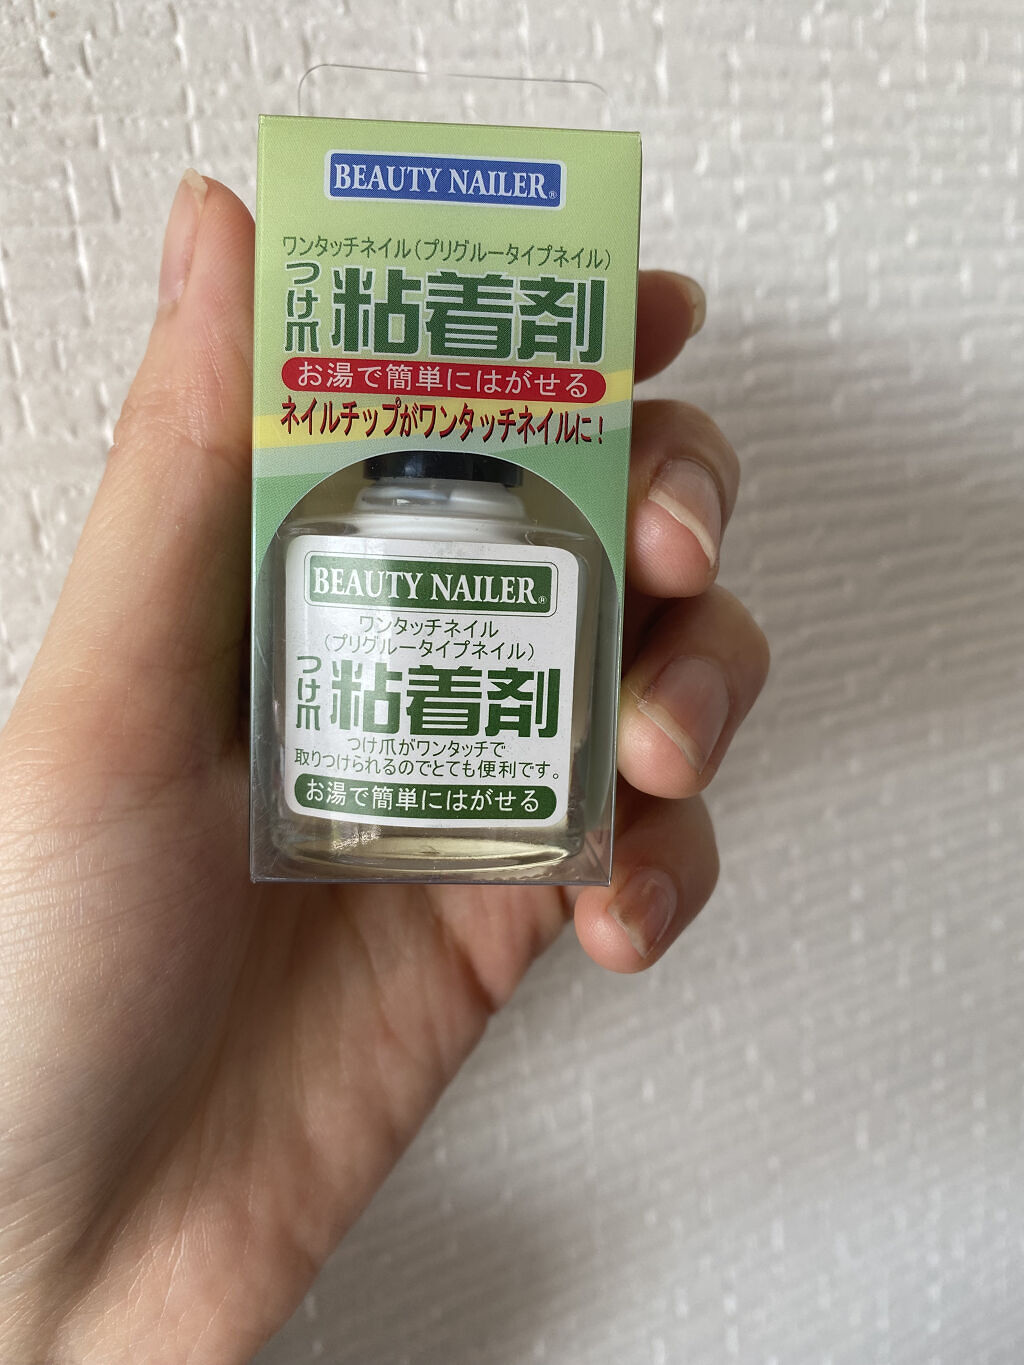 BEAUTY NAILER®
ワンタッチネイル(プリグルータイプネイル)
つけ爪
粘着剤
お湯で簡単にはがせる
ネイルチップがワンタッチネイルに!
BEAUTY NAILER®
ワンタッチネイル
(プリグルータイプネイル)
つけ爪
粘着剤
つけ爪がワンタッチで
取りつけられるのでとても便利です。
お湯で簡単にはがせる